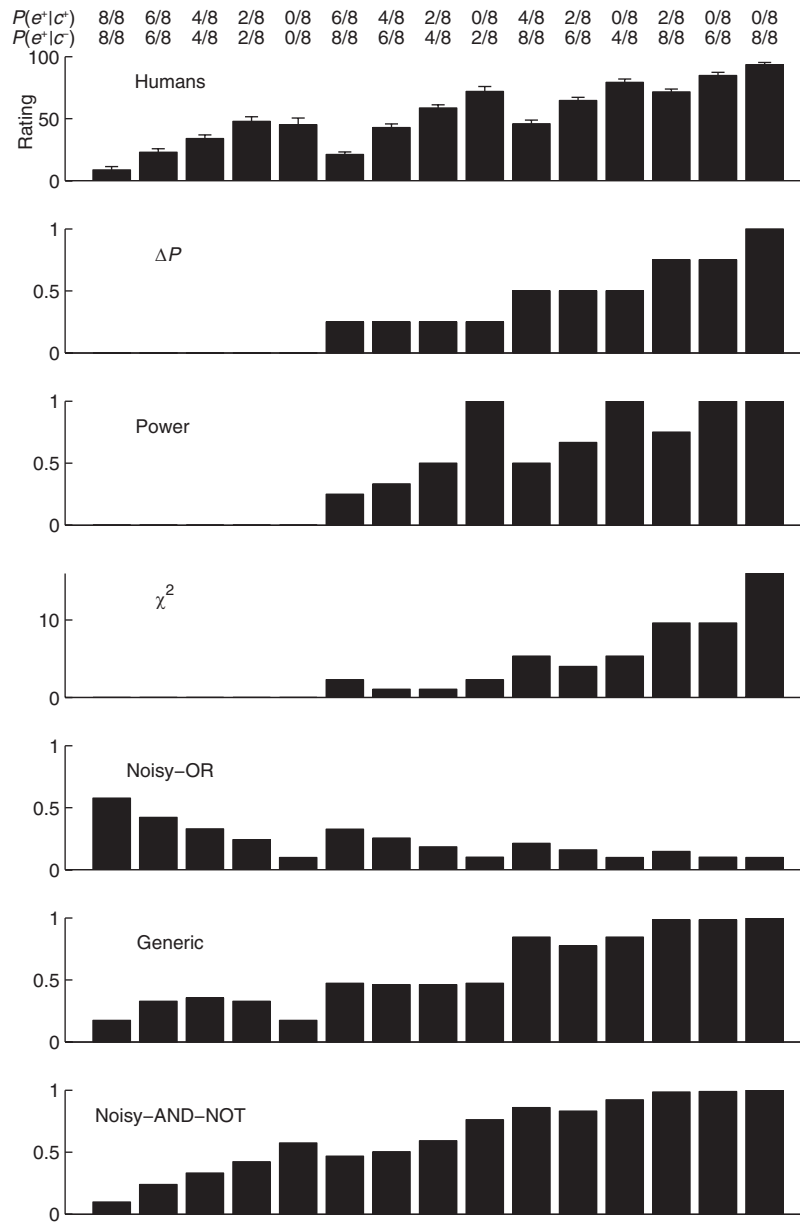 P(e⁺|c⁺) 8/8 6/8 4/8 2/8 0/8 6/8 4/8 2/8 0/8 4/8 2/8 0/8 2/8 0/8 0/8
P(e⁺|c⁻) 8/8 6/8 4/8 2/8 0/8 8/8 6/8 4/8 2/8 8/8 6/8 4/8 8/8 6/8 8/8
100
Humans
Rating
50
0
1
ΔP
0.5
0
1
Power
0.5
0
χ²
10
0
1
Noisy−OR
0.5
0
1
Generic
0.5
0
1
Noisy−AND−NOT
0.5
0